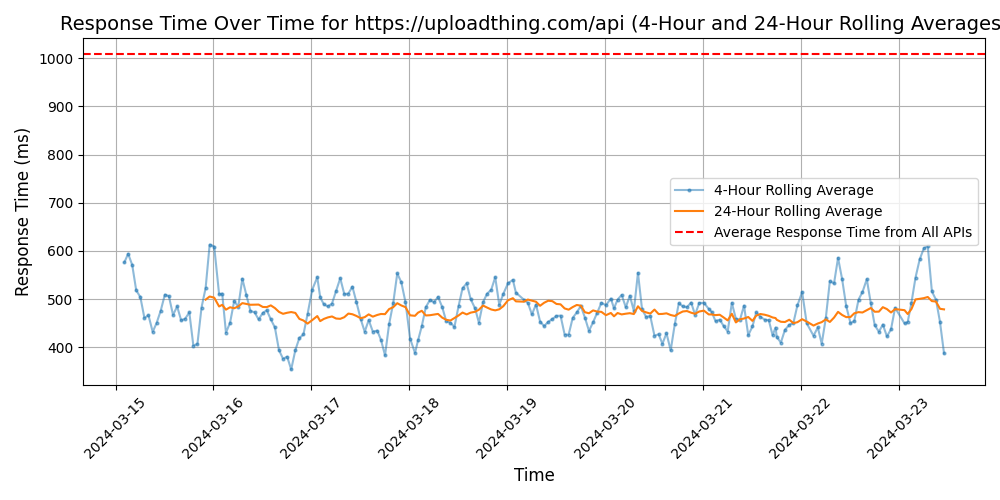 Response Time Over Time for https://uploadthing.com/api (4-Hour and 24-Hour Rolling Averages
Response Time (ms)
1000
900
800
700
600
500
400
4-Hour Rolling Average
24-Hour Rolling Average
Average Response Time from All APIs
2024-03-15
2024-03-16
2024-03-17
2024-03-18
2024-03-19
2024-03-20
2024-03-21
2024-03-22
2024-03-23
Time